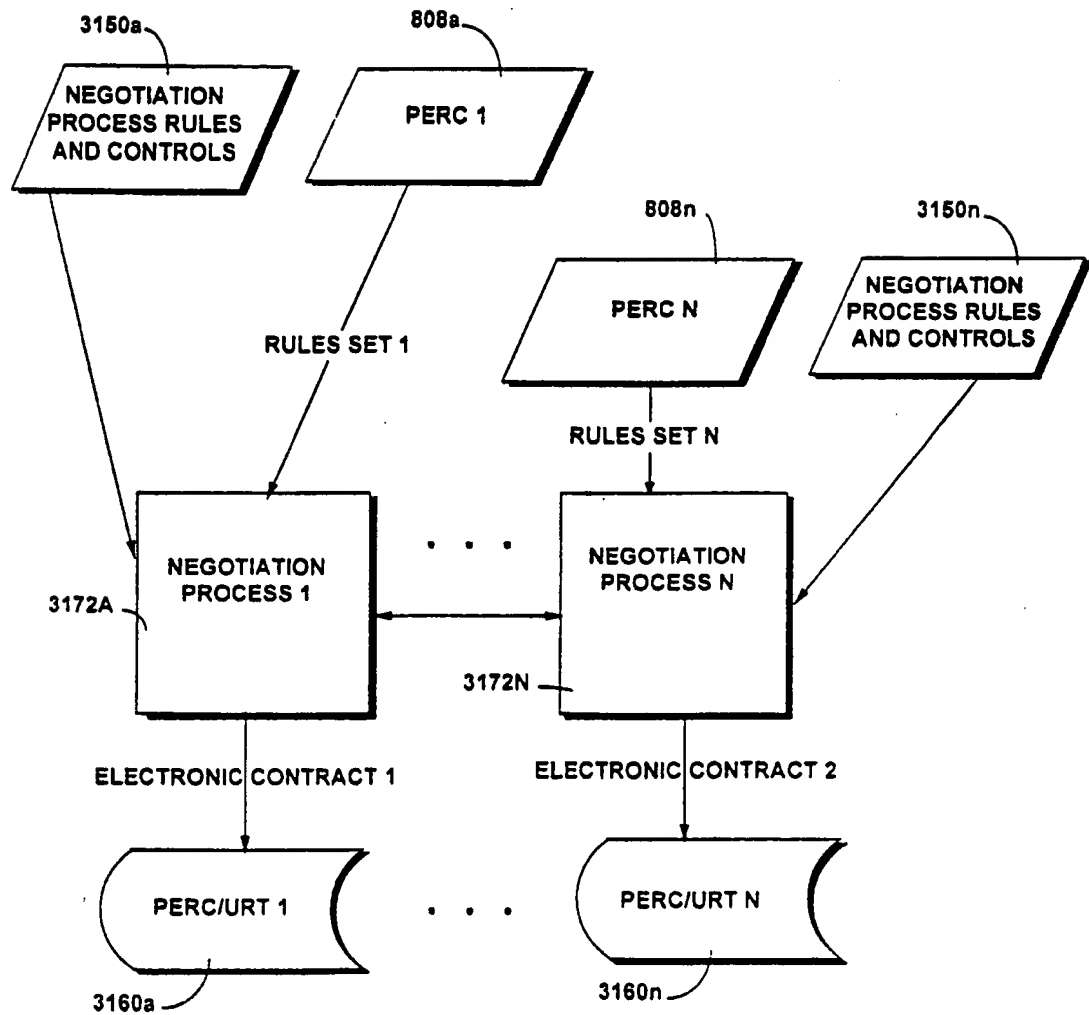 3150a
808a
NEGOTIATION
PROCESS RULES
AND CONTROLS
PERC 1
808n
3150n
PERC N
NEGOTIATION
PROCESS RULES
AND CONTROLS
RULES SET 1
RULES SET N
NEGOTIATION
PROCESS 1
. . .
NEGOTIATION
PROCESS N
3172A
3172N
ELECTRONIC CONTRACT 1
ELECTRONIC CONTRACT 2
PERC/URT 1
. . .
PERC/URT N
3160a
3160n